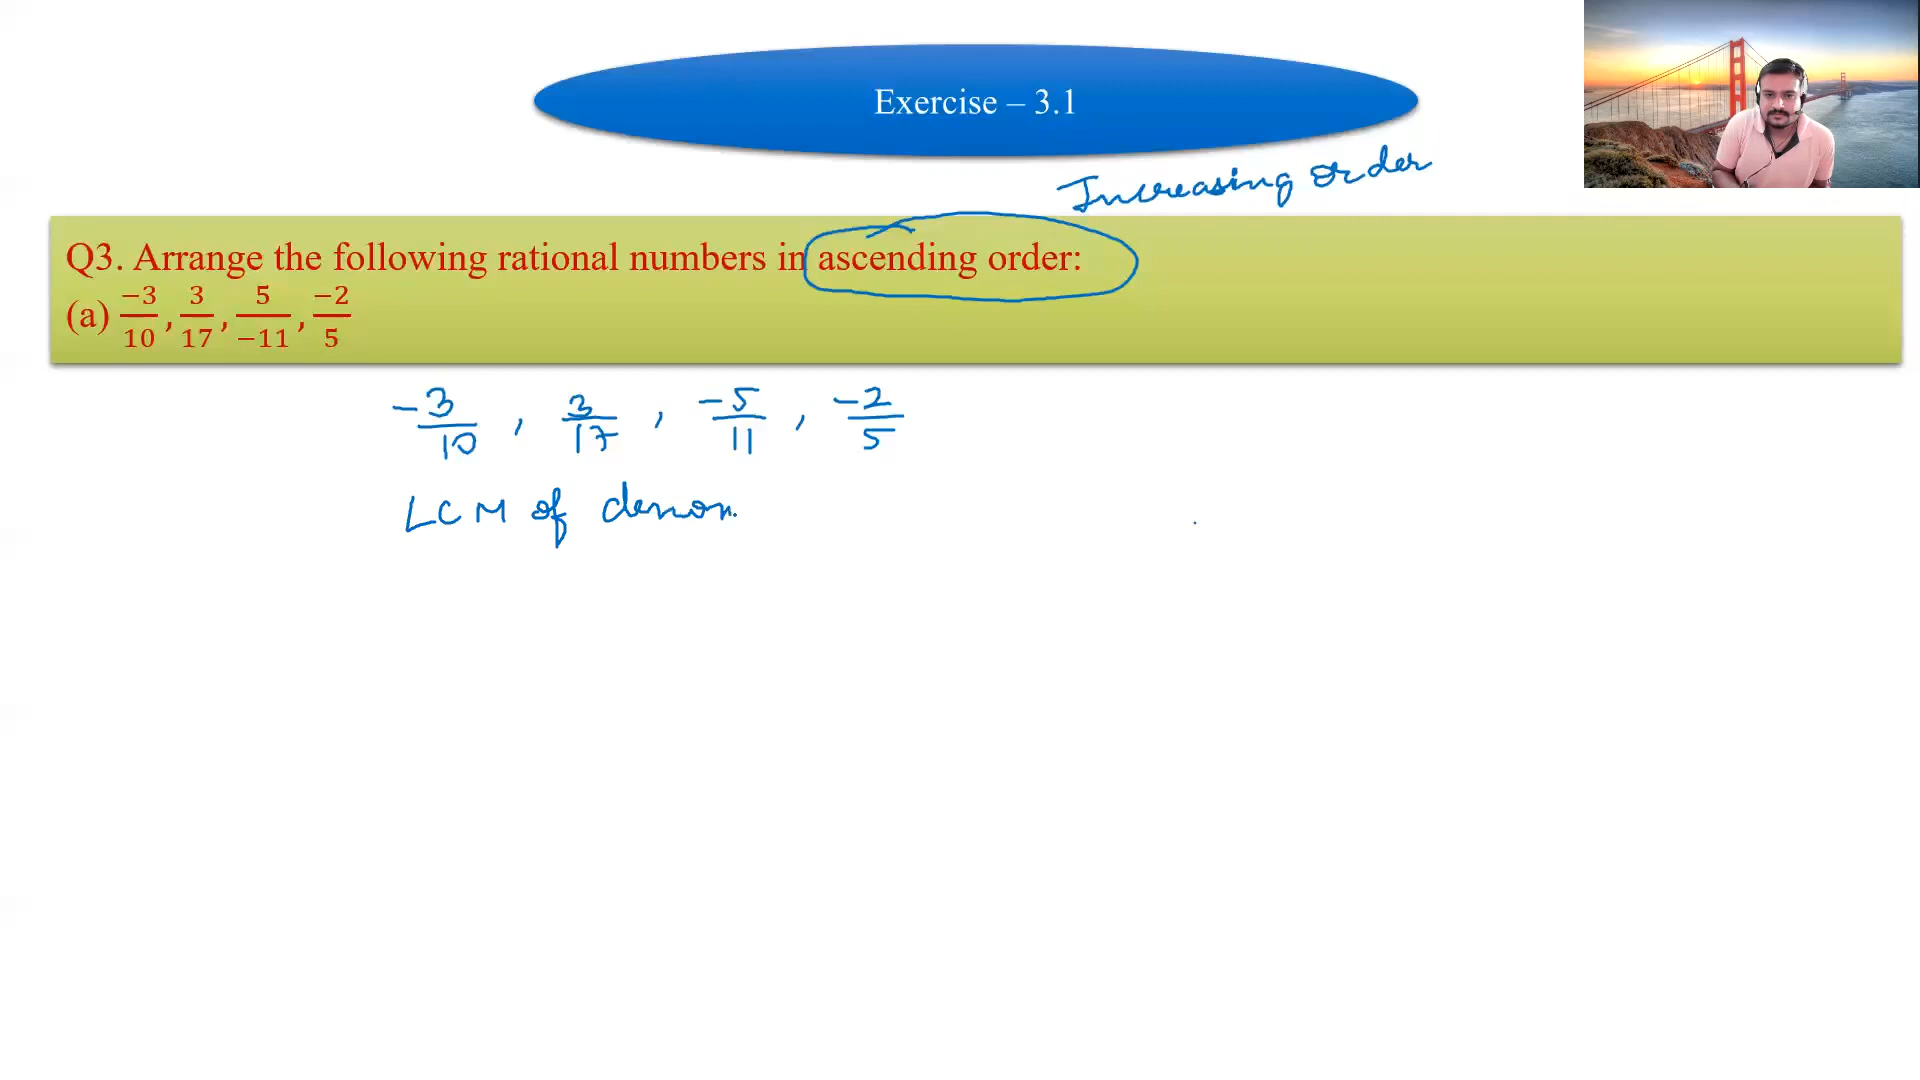 Exercise – 3.1
Increasing order
Q3. Arrange the following rational numbers in ascending order:
(a) −3/10, 3/17, 5/−11, −2/5
−3/10, 3/17, −5/11, −2/5
LCM of denom.